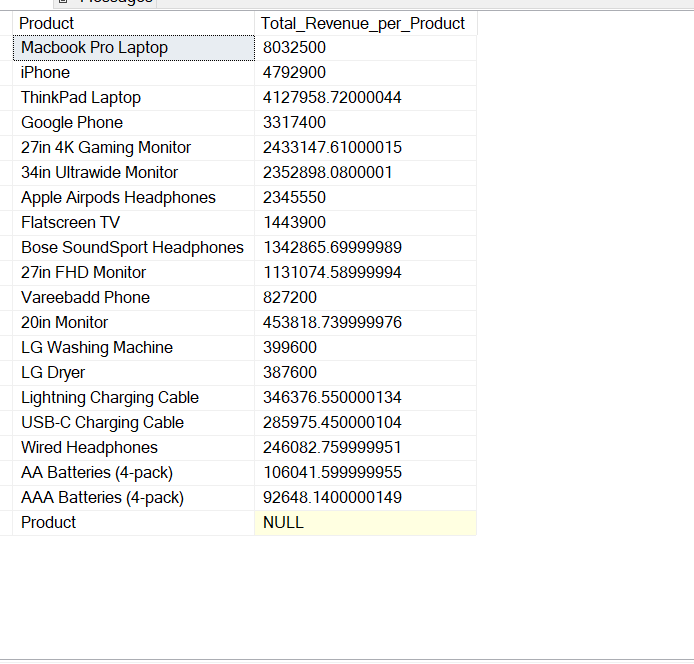 Messages
Product Total_Revenue_per_Product
Macbook Pro Laptop 8032500
iPhone 4792900
ThinkPad Laptop 4127958.72000044
Google Phone 3317400
27in 4K Gaming Monitor 2433147.61000015
34in Ultrawide Monitor 2352898.0800001
Apple Airpods Headphones 2345550
Flatscreen TV 1443900
Bose SoundSport Headphones 1342865.69999989
27in FHD Monitor 1131074.58999994
Vareebadd Phone 827200
20in Monitor 453818.739999976
LG Washing Machine 399600
LG Dryer 387600
Lightning Charging Cable 346376.550000134
USB-C Charging Cable 285975.450000104
Wired Headphones 246082.759999951
AA Batteries (4-pack) 106041.599999955
AAA Batteries (4-pack) 92648.1400000149
Product NULL